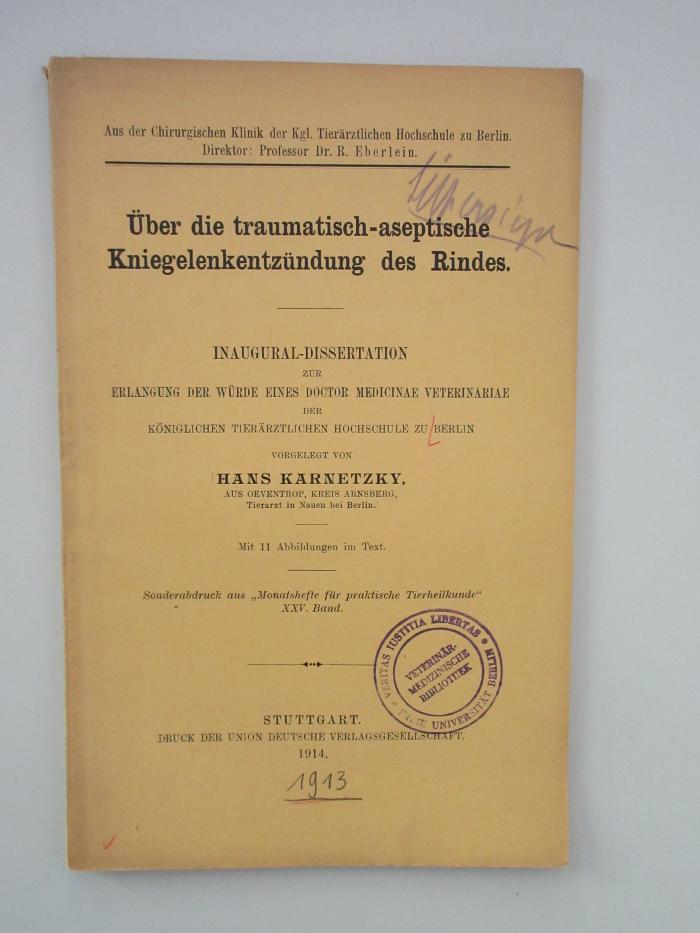 Aus der Chirurgischen Klinik der Kgl. Tierärztlichen Hochschule zu Berlin.
Direktor: Professor Dr. R. Eberlein.
Über die traumatisch-aseptische
Kniegelenkentzündung des Rindes.
INAUGURAL-DISSERTATION
ZUR
ERLANGUNG DER WÜRDE EINES DOCTOR MEDICINAE VETERINARIAE
DER
KÖNIGLICHEN TIERÄRZTLICHEN HOCHSCHULE ZU BERLIN
VORGELEGT VON
HANS KARNETZKY,
AUS OEVENTROP, KREIS ARNSBERG,
Tierarzt in Nauen bei Berlin.
Mit 11 Abbildungen im Text.
Sonderabdruck aus „Monatshefte für praktische Tierheilkunde“
XXV. Band.
VERITAS IUSTITIA LIBERTAS
UNIVERSITÄT BERLIN
VETERINÄR-
MEDIZINISCHE
BIBLIOTHEK
STUTTGART.
DRUCK DER UNION DEUTSCHE VERLAGSGESELLSCHAFT.
1914.
1913